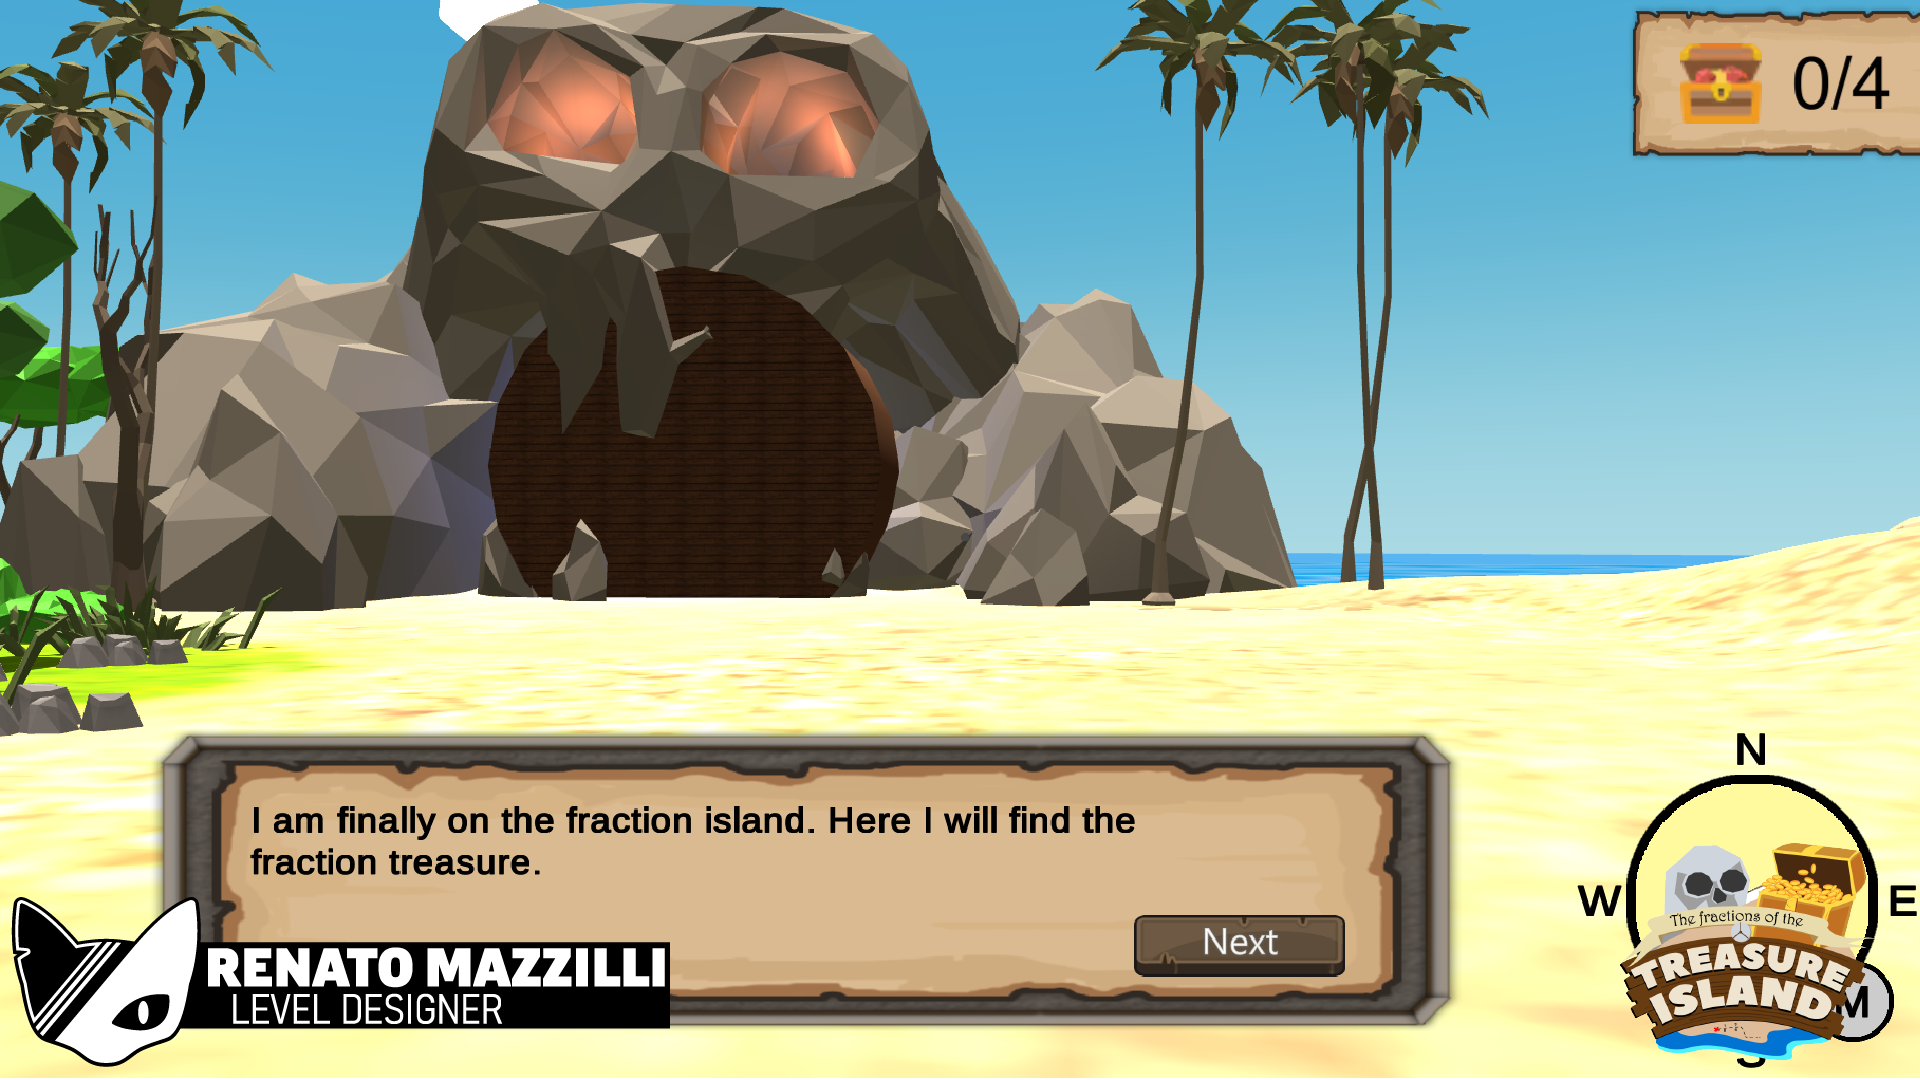 0/4
I am finally on the fraction island. Here I will find the
fraction treasure.
Next
RENATO MAZZILLI
LEVEL DESIGNER
N
W
E
S
M
The fractions of the
TREASURE
ISLAND